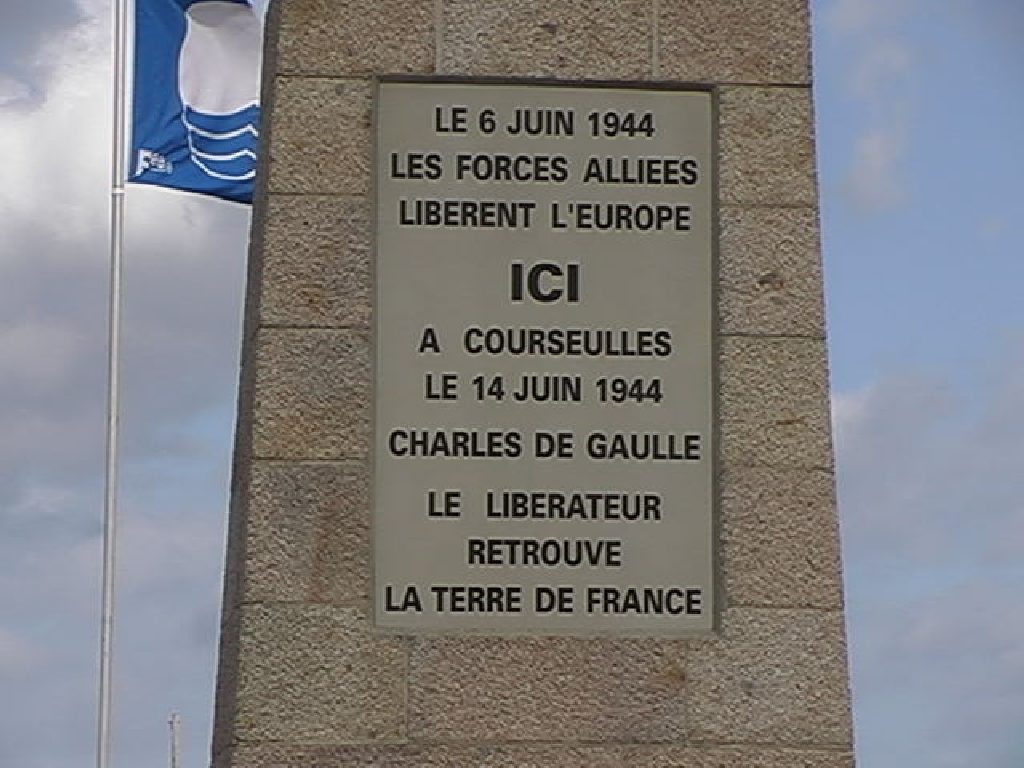 LE 6 JUIN 1944
LES FORCES ALLIEES
LIBERENT L'EUROPE
ICI
A COURSEULLES
LE 14 JUIN 1944
CHARLES DE GAULLE
LE LIBERATEUR
RETROUVE
LA TERRE DE FRANCE